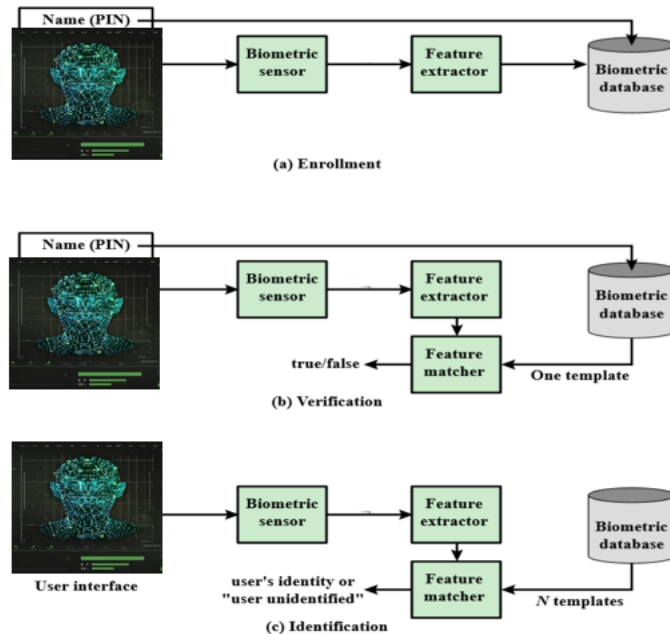 Name (PIN)
Biometric
sensor
Feature
extractor
Biometric
database
(a) Enrollment
Name (PIN)
Biometric
sensor
Feature
extractor
Biometric
database
true/false
Feature
matcher
One template
(b) Verification
Biometric
sensor
Feature
extractor
Biometric
database
User interface
user's identity or
"user unidentified"
Feature
matcher
N templates
(c) Identification